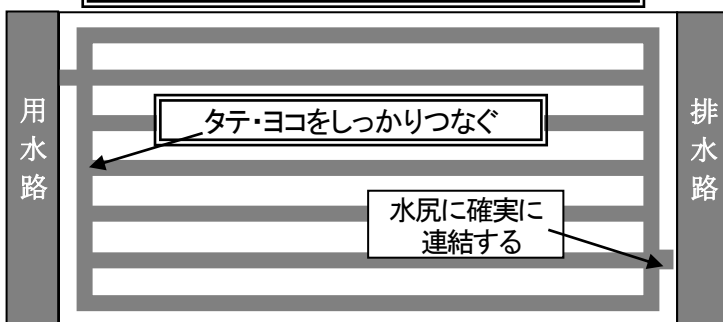 用水路
タテ・ヨコをしっかりつなぐ
水尻に確実に
連結する
排水路